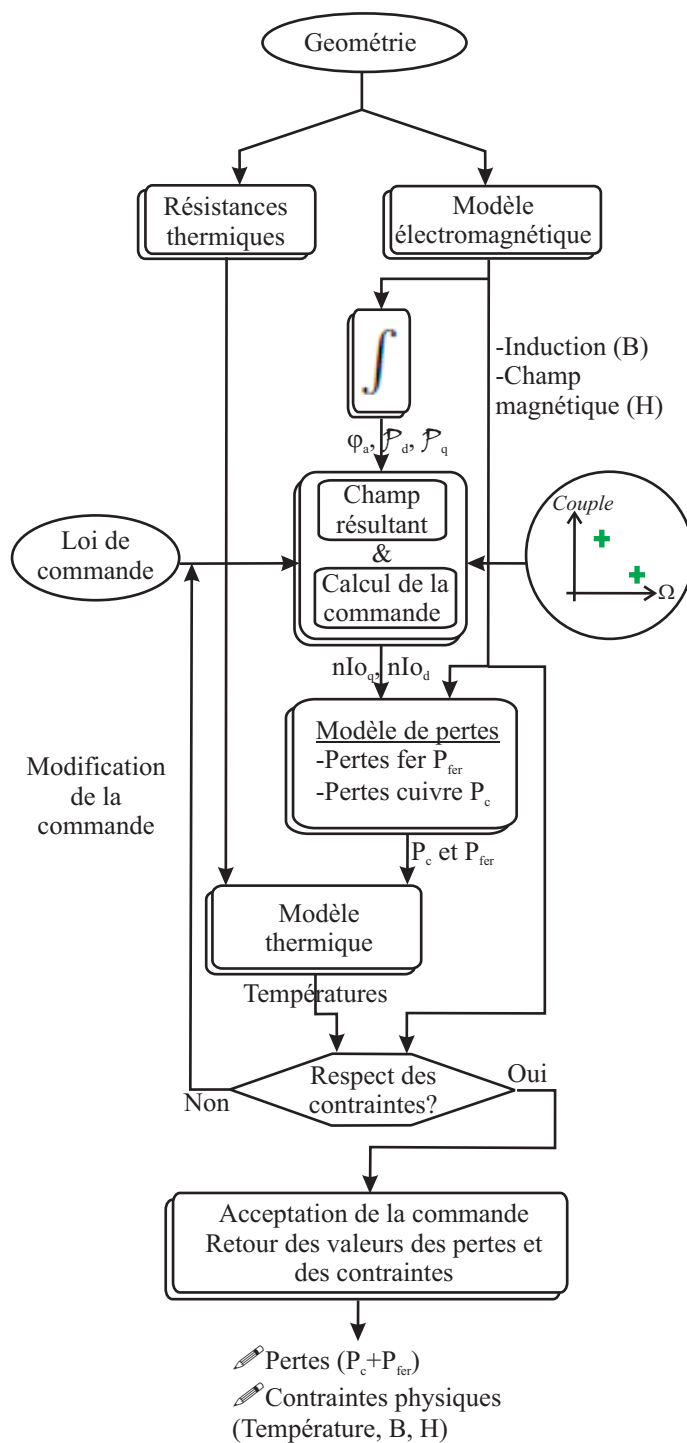 Geométrie
Résistances
thermiques
Modèle
électromagnétique
∫
-Induction (B)
-Champ
magnétique (H)
φa, 𝒫d, 𝒫q
Champ
résultant
&
Calcul de la
commande
Loi de
commande
Couple
Ω
nIoq, nIod
Modèle de pertes
-Pertes fer Pfer
-Pertes cuivre Pc
Modification
de la
commande
Pc et Pfer
Modèle
thermique
Températures
Respect des
contraintes?
Non
Oui
Acceptation de la commande
Retour des valeurs des pertes et
des contraintes
Pertes (Pc+Pfer)
Contraintes physiques
(Température, B, H)